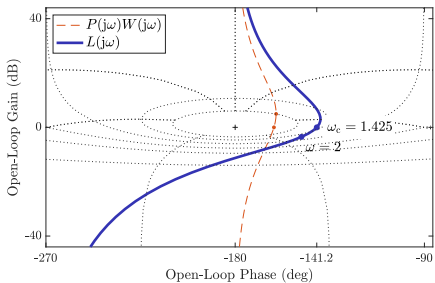 P(jω)W(jω)
L(jω)
40
0
-40
Open-Loop Gain (dB)
ω_c = 1.425
ω = 2
-270
-180
-141.2
-90
Open-Loop Phase (deg)